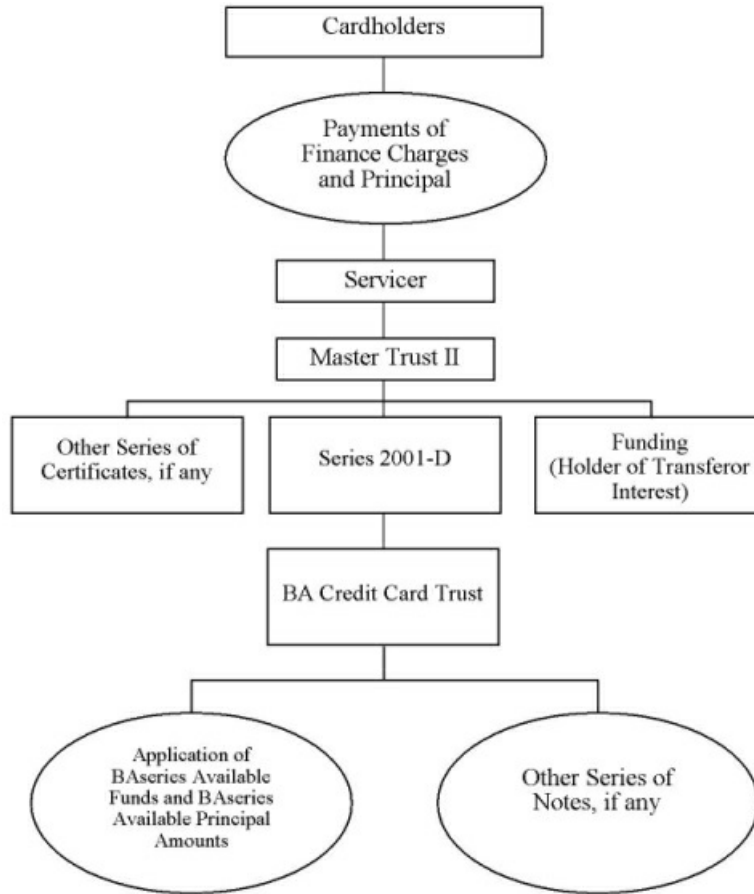 Cardholders
Payments of
Finance Charges
and Principal
Servicer
Master Trust II
Other Series of
Certificates, if any
Series 2001-D
Funding
(Holder of Transferor
Interest)
BA Credit Card Trust
Application of
BAseries Available
Funds and BAseries
Available Principal
Amounts
Other Series of
Notes, if any